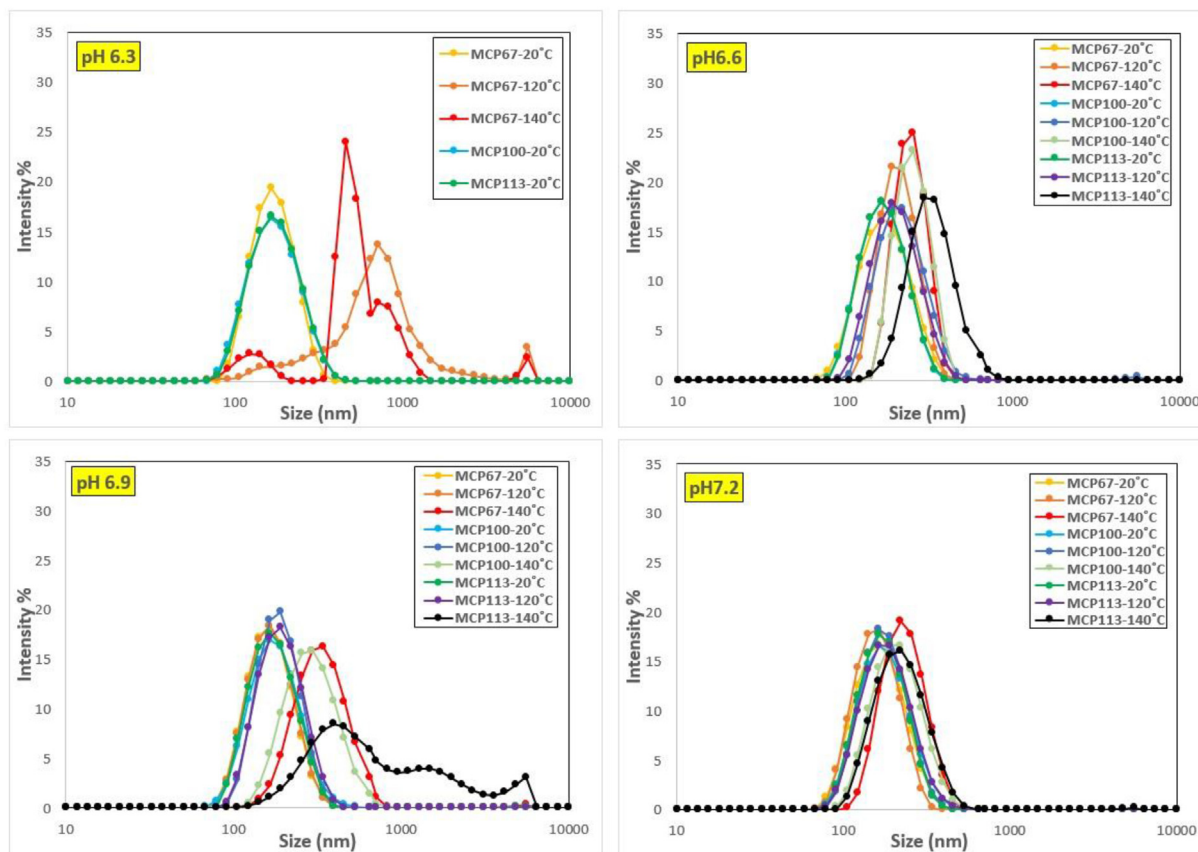 pH 6.3
35
30
25
20
15
10
5
0
Intensity %
MCP67-20˚C
MCP67-120˚C
MCP67-140˚C
MCP100-20˚C
MCP113-20˚C
10
100
1000
10000
Size (nm)
pH6.6
35
30
25
20
15
10
5
0
Intensity %
MCP67-20˚C
MCP67-120˚C
MCP67-140˚C
MCP100-20˚C
MCP100-120˚C
MCP100-140˚C
MCP113-20˚C
MCP113-120˚C
MCP113-140˚C
10
100
1000
10000
Size (nm)
pH 6.9
35
30
25
20
15
10
5
0
Intensity %
MCP67-20˚C
MCP67-120˚C
MCP67-140˚C
MCP100-20˚C
MCP100-120˚C
MCP100-140˚C
MCP113-20˚C
MCP113-120˚C
MCP113-140˚C
10
100
1000
10000
Size (nm)
pH7.2
35
30
25
20
15
10
5
0
Intensity %
MCP67-20˚C
MCP67-120˚C
MCP67-140˚C
MCP100-20˚C
MCP100-120˚C
MCP100-140˚C
MCP113-20˚C
MCP113-120˚C
MCP113-140˚C
10
100
1000
10000
Size (nm)